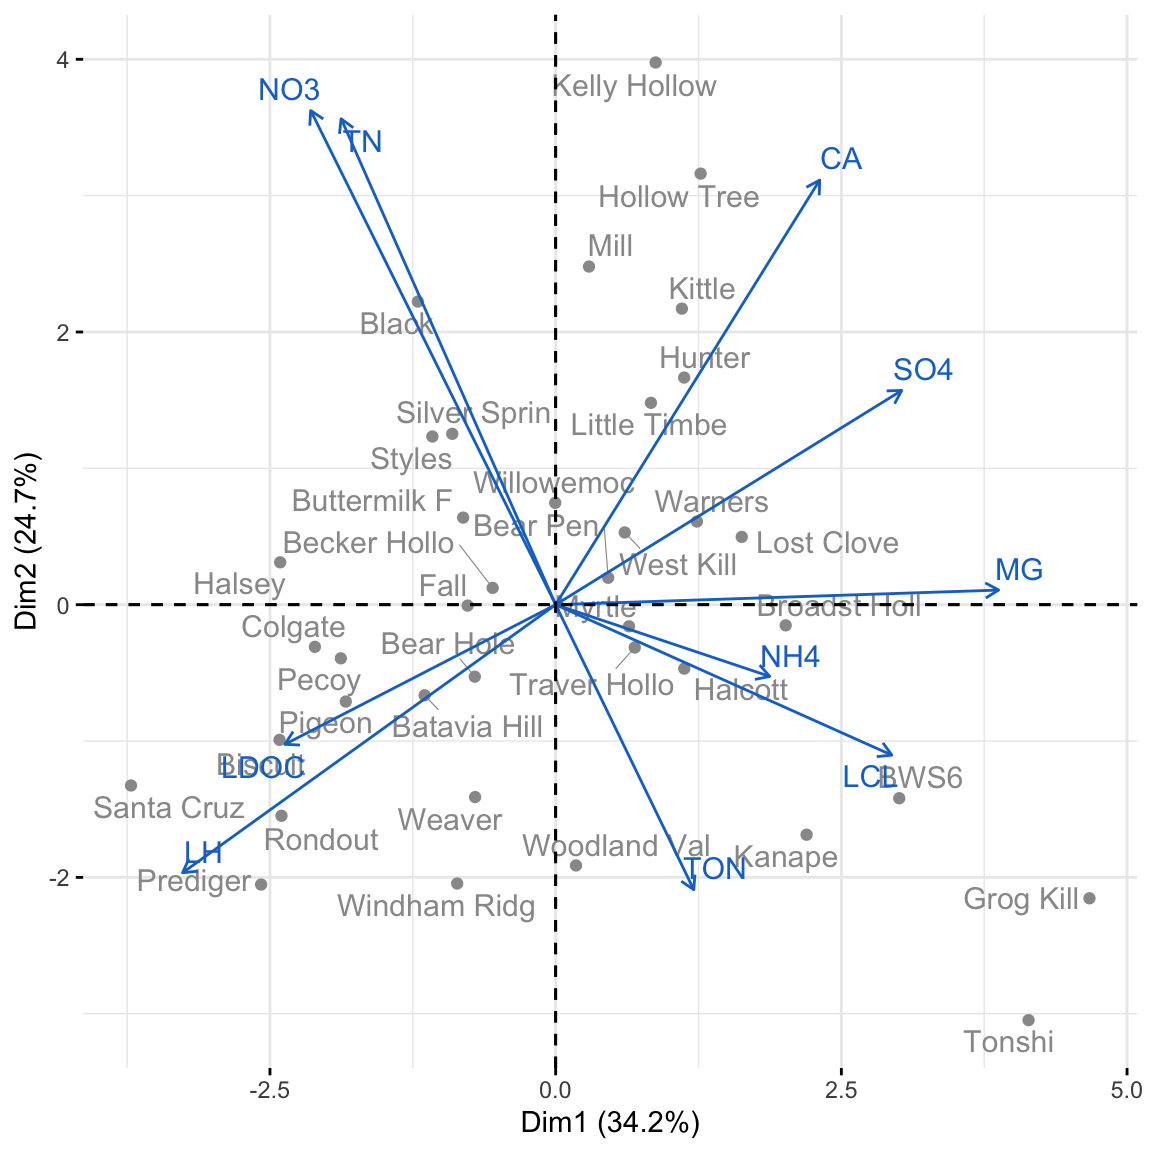 4
Kelly Hollow
NO3
TN
CA
Hollow Tree
Mill
Kittle
Black
2
Hunter
SO4
Silver Sprin
Little Timbe
Styles
Willowemoc
Buttermilk F
Bear Pen
Warners
Becker Hollo
Lost Clove
West Kill
Halsey
Fall
MG
0
Myrtle
Broadst Holl
Colgate
Bear Hole
NH4
Pecoy
Traver Hollo
Halcott
Pigeon
Batavia Hill
Biscuit
LDOC
LCL
BWS6
Santa Cruz
Weaver
Rondout
Woodland Val
Kanape
LH
TON
-2
Prediger
Windham Ridg
Grog Kill
Tonshi
-2.5
0.0
2.5
5.0
Dim1 (34.2%)
Dim2 (24.7%)